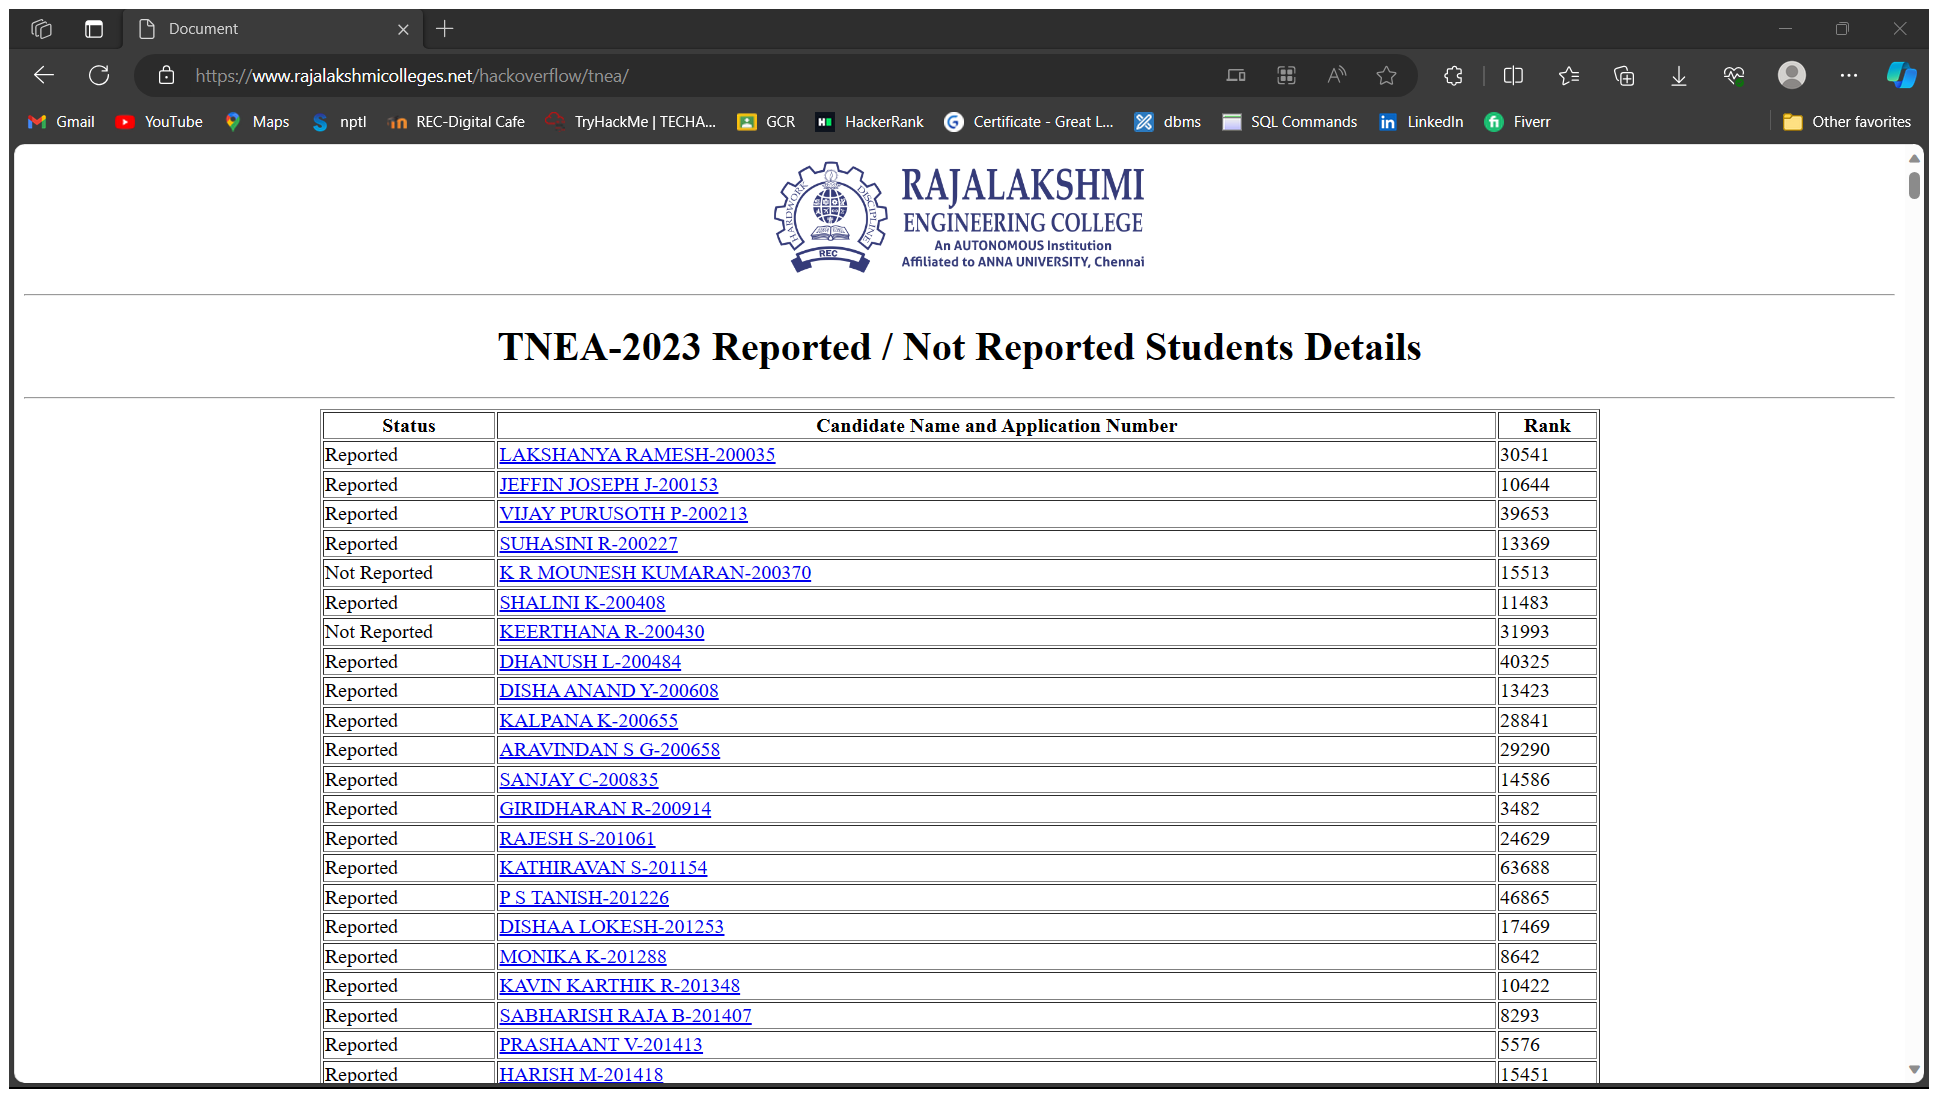 Document
https://www.rajalakshmicolleges.net/hackoverflow/tnea/
Gmail YouTube Maps nptl REC-Digital Cafe TryHackMe | TECHA... GCR HackerRank Certificate - Great L... dbms SQL Commands LinkedIn Fiverr Other favorites
HARDWORK DISCIPLINE
REC
RAJALAKSHMI
ENGINEERING COLLEGE
An AUTONOMOUS Institution
Affiliated to ANNA UNIVERSITY, Chennai
TNEA-2023 Reported / Not Reported Students Details
Status Candidate Name and Application Number Rank
Reported LAKSHANYA RAMESH-200035 30541
Reported JEFFIN JOSEPH J-200153 10644
Reported VIJAY PURUSOTH P-200213 39653
Reported SUHASINI R-200227 13369
Not Reported K R MOUNESH KUMARAN-200370 15513
Reported SHALINI K-200408 11483
Not Reported KEERTHANA R-200430 31993
Reported DHANUSH L-200484 40325
Reported DISHA ANAND Y-200608 13423
Reported KALPANA K-200655 28841
Reported ARAVINDAN S G-200658 29290
Reported SANJAY C-200835 14586
Reported GIRIDHARAN R-200914 3482
Reported RAJESH S-201061 24629
Reported KATHIRAVAN S-201154 63688
Reported P S TANISH-201226 46865
Reported DISHAA LOKESH-201253 17469
Reported MONIKA K-201288 8642
Reported KAVIN KARTHIK R-201348 10422
Reported SABHARISH RAJA B-201407 8293
Reported PRASHAANT V-201413 5576
Reported HARISH M-201418 15451